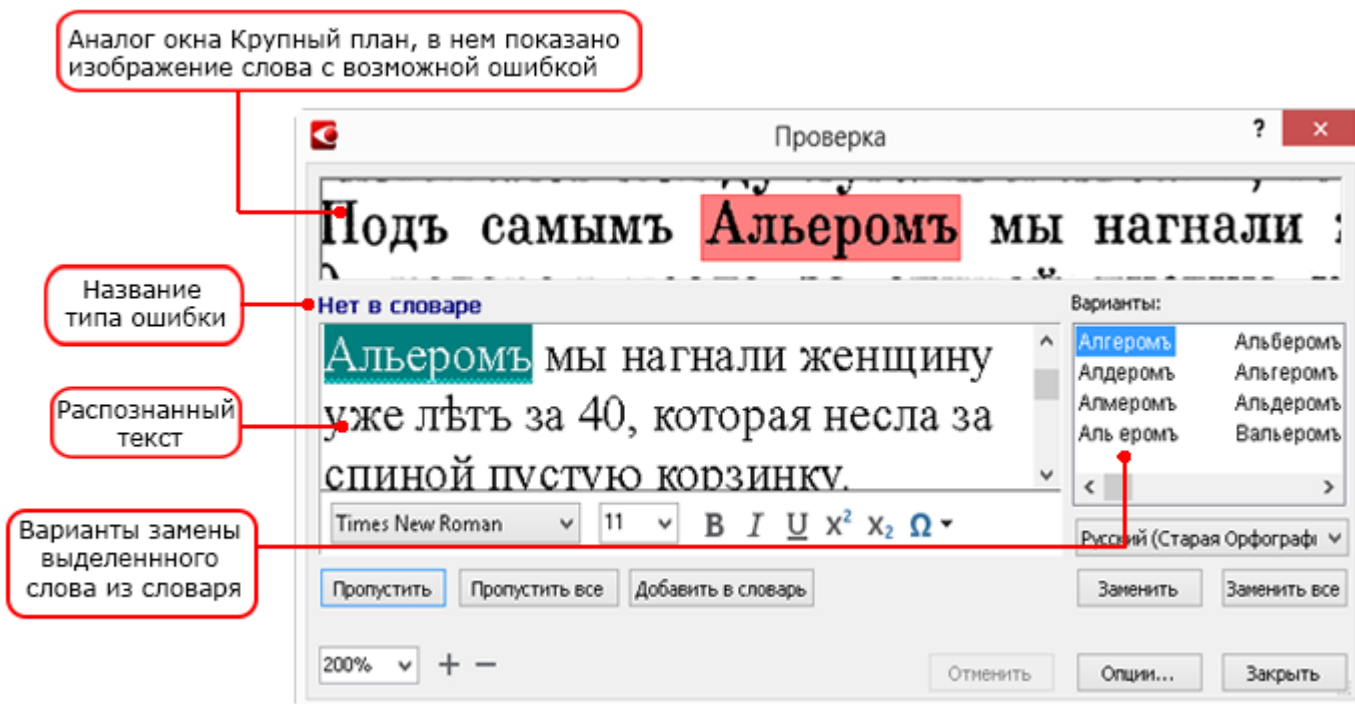 Аналог окна Крупный план, в нем показано
изображение слова с возможной ошибкой
Проверка
?
Подъ самымъ Альеромъ мы нагнали
Название
типа ошибки
Нет в словаре
Варианты:
Альеромъ мы нагнали женщину
уже лѣтъ за 40, которая несла за
спиной пустую корзинку.
Алгеромъ Альберомъ
Алдеромъ Альгеромъ
Алмеромъ Альдеромъ
Аль еромъ Вальеромъ
Распознанный
текст
Варианты замены
выделеннного
слова из словаря
Times New Roman 11 B I U X² X₂ Ω
Русский (Старая Орфографи
Пропустить Пропустить все Добавить в словарь Заменить Заменить все
200% + −
Отменить Опции... Закрыть